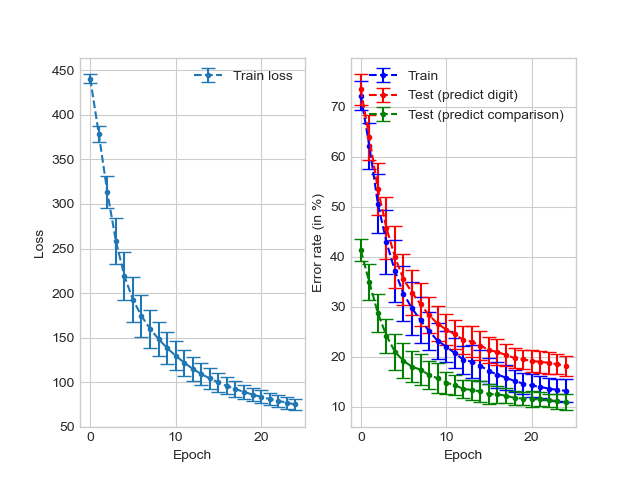 450
400
350
300
250
200
150
100
50
0
10
20
Epoch
Loss
Train loss
70
60
50
40
30
20
10
0
10
20
Epoch
Error rate (in %)
Train
Test (predict digit)
Test (predict comparison)